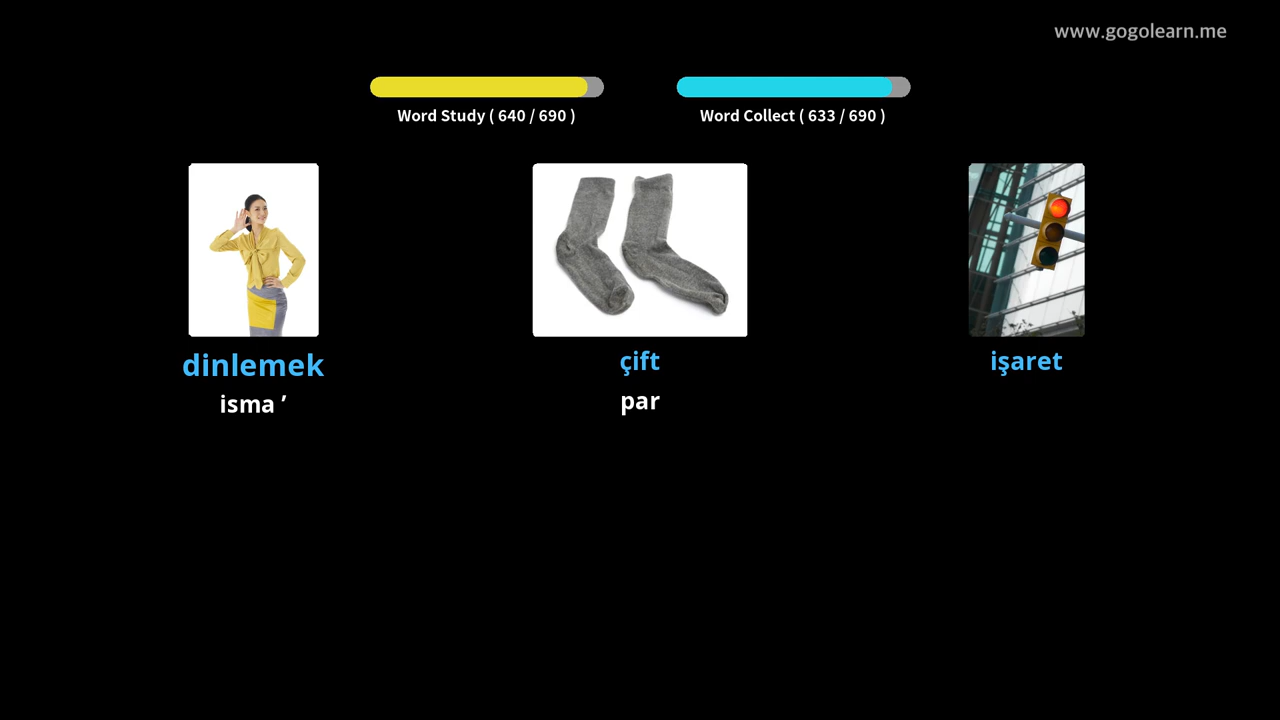 www.gogolearn.me
Word Study ( 640 / 690 )
Word Collect ( 633 / 690 )
dinlemek
isma ’
çift
par
işaret